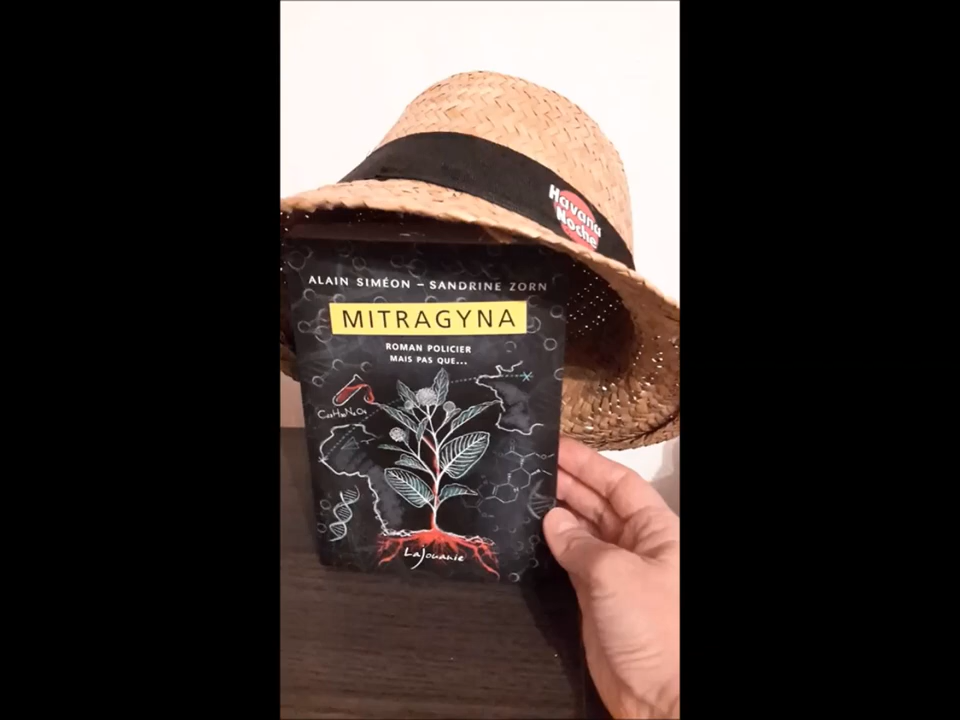 Havana
Noche
ALAIN SIMÉON – SANDRINE ZORN
MITRAGYNA
ROMAN POLICIER
MAIS PAS QUE...
Lajouanie